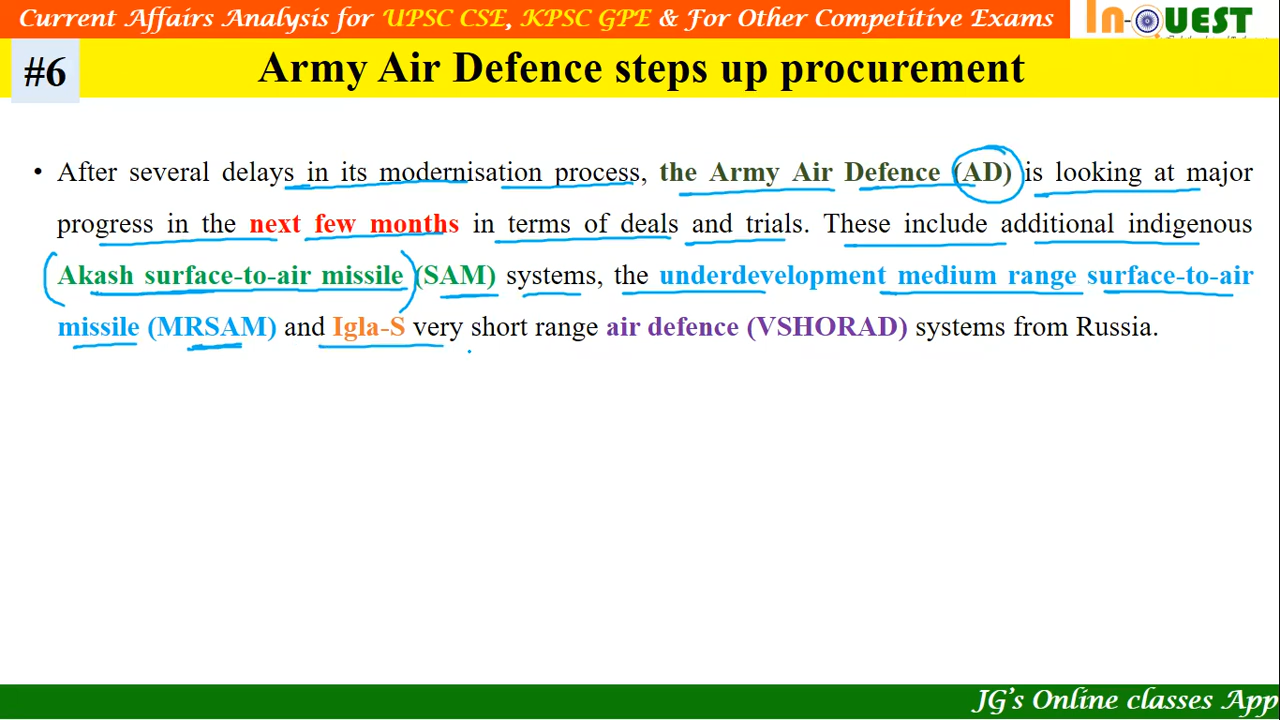 Current Affairs Analysis for UPSC CSE, KPSC GPE & For Other Competitive Exams
In-QUEST
#6
Army Air Defence steps up procurement
• After several delays in its modernisation process, the Army Air Defence (AD) is looking at major
progress in the next few months in terms of deals and trials. These include additional indigenous
Akash surface-to-air missile (SAM) systems, the underdevelopment medium range surface-to-air
missile (MRSAM) and Igla-S very short range air defence (VSHORAD) systems from Russia.
JG's Online classes App